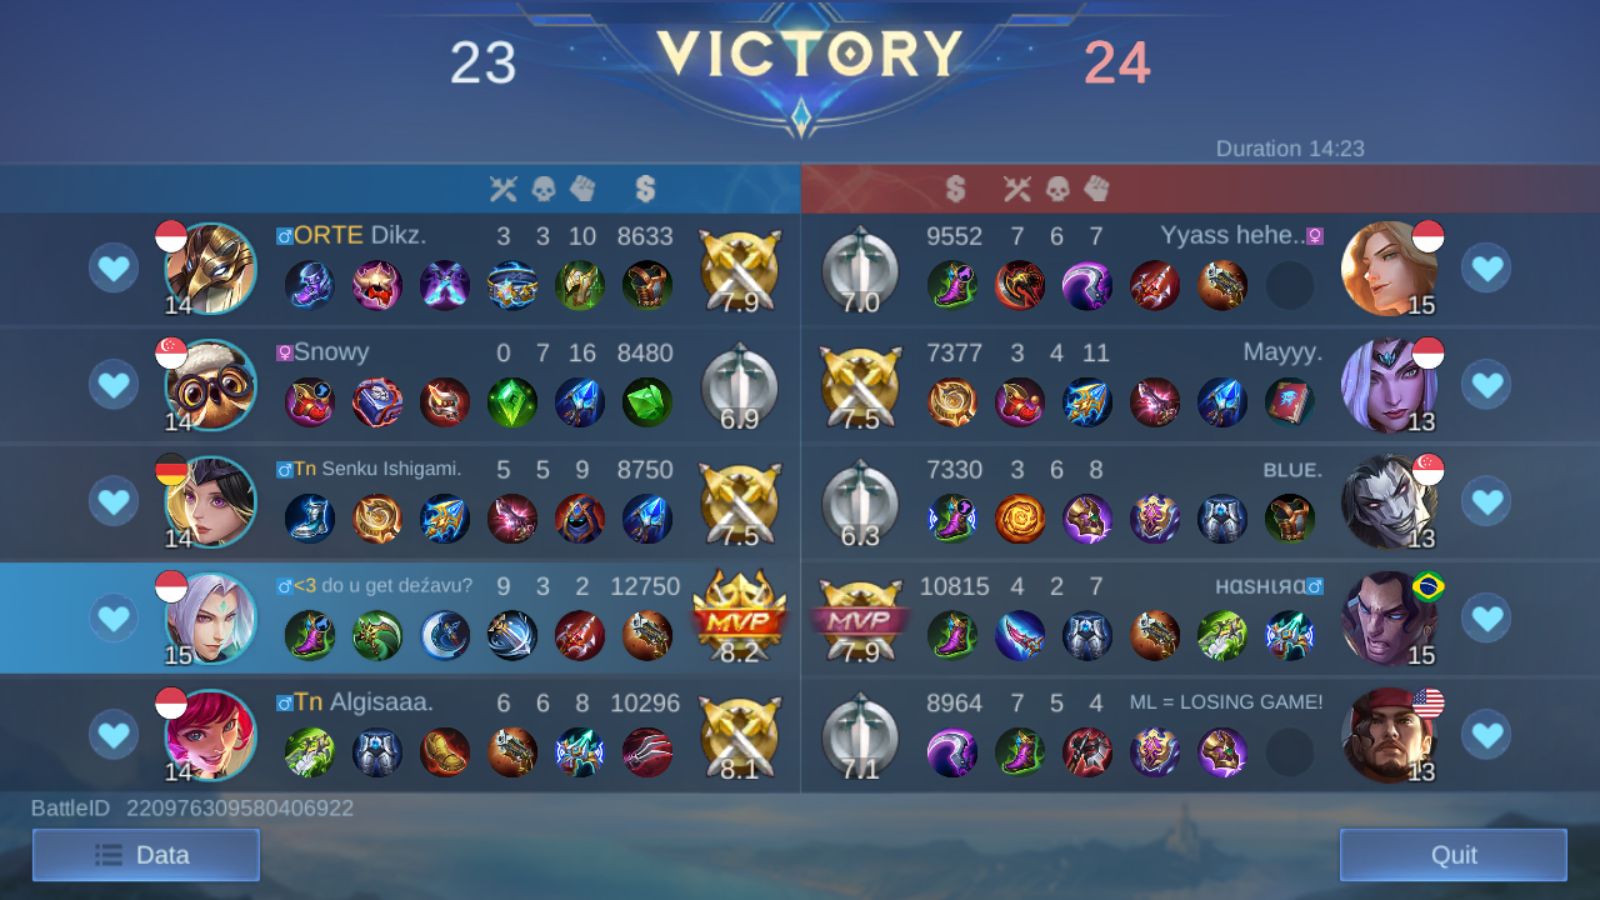 23 VICTORY 24
Duration 14:23
ORTE Dikz. 3 3 10 8633
14 7.9
7.0 9552 7 6 7 Yyass hehe..
15
Snowy 0 7 16 8480
14 6.9
7.5 7377 3 4 11 Mayyy.
13
Tn Senku Ishigami. 5 5 9 8750
14 7.5
6.3 7330 3 6 8 BLUE.
13
<3 do u get deźavu? 9 3 2 12750
15 MVP 8.2
MVP 7.9 10815 4 2 7 нɑsнιяɑ
15
Tn Algisaaa. 6 6 8 10296
14 8.1
7.1 8964 7 5 4 ML = LOSING GAME!
13
BattleID 220976309580406922
Data
Quit